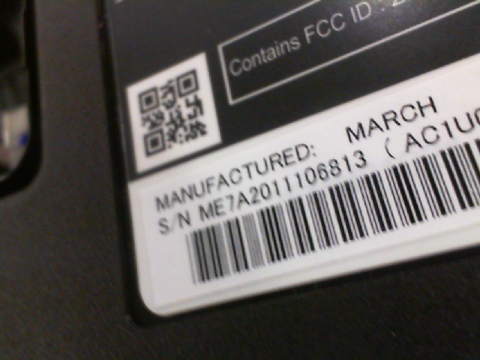 Contains FCC ID :
MANUFACTURED: MARCH
S/N ME7A2011106813 ( AC1U